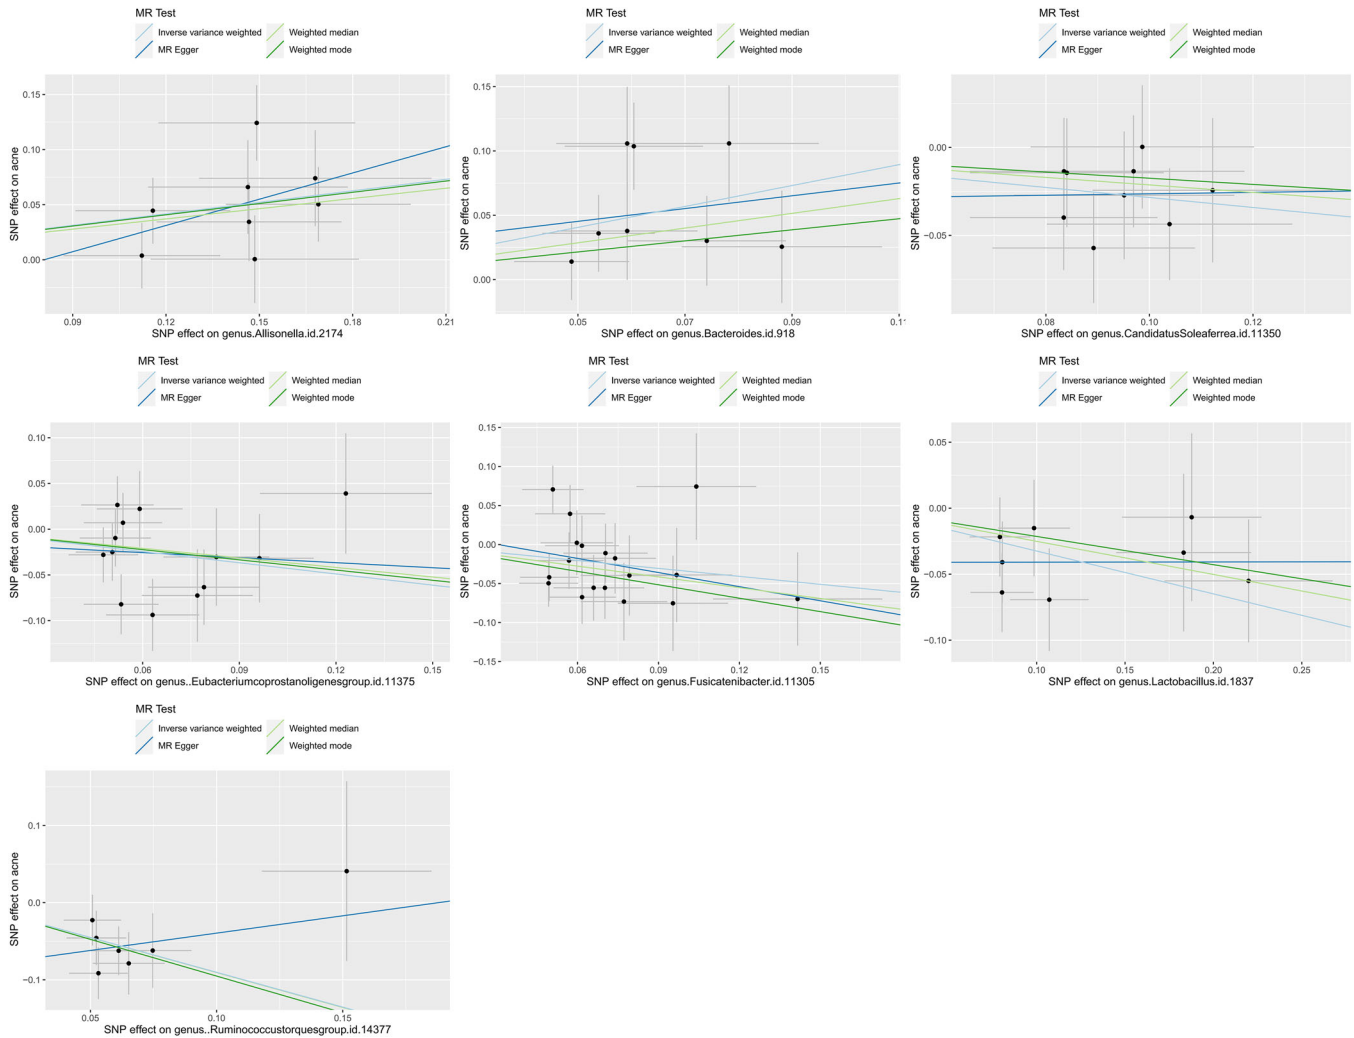 MR Test
Inverse variance weighted
Weighted median
MR Egger
Weighted mode
SNP effect on acne
0.15
0.10
0.05
0.00
0.09
0.12
0.15
0.18
0.21
SNP effect on genus.Allisonella.id.2174
MR Test
Inverse variance weighted
Weighted median
MR Egger
Weighted mode
SNP effect on acne
0.15
0.10
0.05
0.00
0.05
0.07
0.09
0.1
SNP effect on genus.Bacteroides.id.918
MR Test
Inverse variance weighted
Weighted median
MR Egger
Weighted mode
SNP effect on acne
0.00
−0.05
0.08
0.10
0.12
SNP effect on genus.CandidatusSoleaferrea.id.11350
MR Test
Inverse variance weighted
Weighted median
MR Egger
Weighted mode
SNP effect on acne
0.10
0.05
0.00
−0.05
−0.10
0.06
0.09
0.12
0.15
SNP effect on genus..Eubacteriumcoprostanoligenesgroup.id.11375
MR Test
Inverse variance weighted
Weighted median
MR Egger
Weighted mode
SNP effect on acne
0.15
0.10
0.05
0.00
−0.05
−0.10
−0.15
0.06
0.09
0.12
0.15
SNP effect on genus.Fusicatenibacter.id.11305
MR Test
Inverse variance weighted
Weighted median
MR Egger
Weighted mode
SNP effect on acne
0.05
0.00
−0.05
−0.10
0.10
0.15
0.20
0.25
SNP effect on genus.Lactobacillus.id.1837
MR Test
Inverse variance weighted
Weighted median
MR Egger
Weighted mode
SNP effect on acne
0.1
0.0
−0.1
0.05
0.10
0.15
SNP effect on genus..Ruminococcustorquesgroup.id.14377